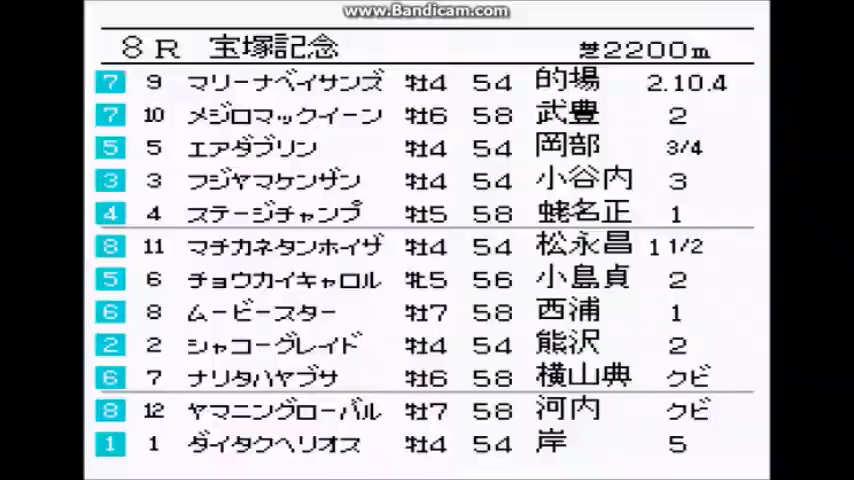 www.Bandicam.com
8R 宝塚記念 芝2200m
7 9 マリーナベイサンズ 牡4 54 的場 2.10.4
7 10 メジロマックイーン 牡6 58 武豊 2
5 5 エアダブリン 牡4 54 岡部 3/4
3 3 フジヤマケンザン 牡4 54 小谷内 3
4 4 ステージチャンプ 牡5 58 蛯名正 1
8 11 マチカネタンホイザ 牡4 54 松永昌 1 1/2
5 6 チョウカイキャロル 牝5 56 小島貞 2
6 8 ムービースター 牡7 58 西浦 1
2 2 シャコーグレイド 牡4 54 熊沢 2
6 7 ナリタハヤブサ 牡6 58 横山典 クビ
8 12 ヤマニングローバル 牡7 58 河内 クビ
1 1 ダイタクヘリオス 牡4 54 岸 5